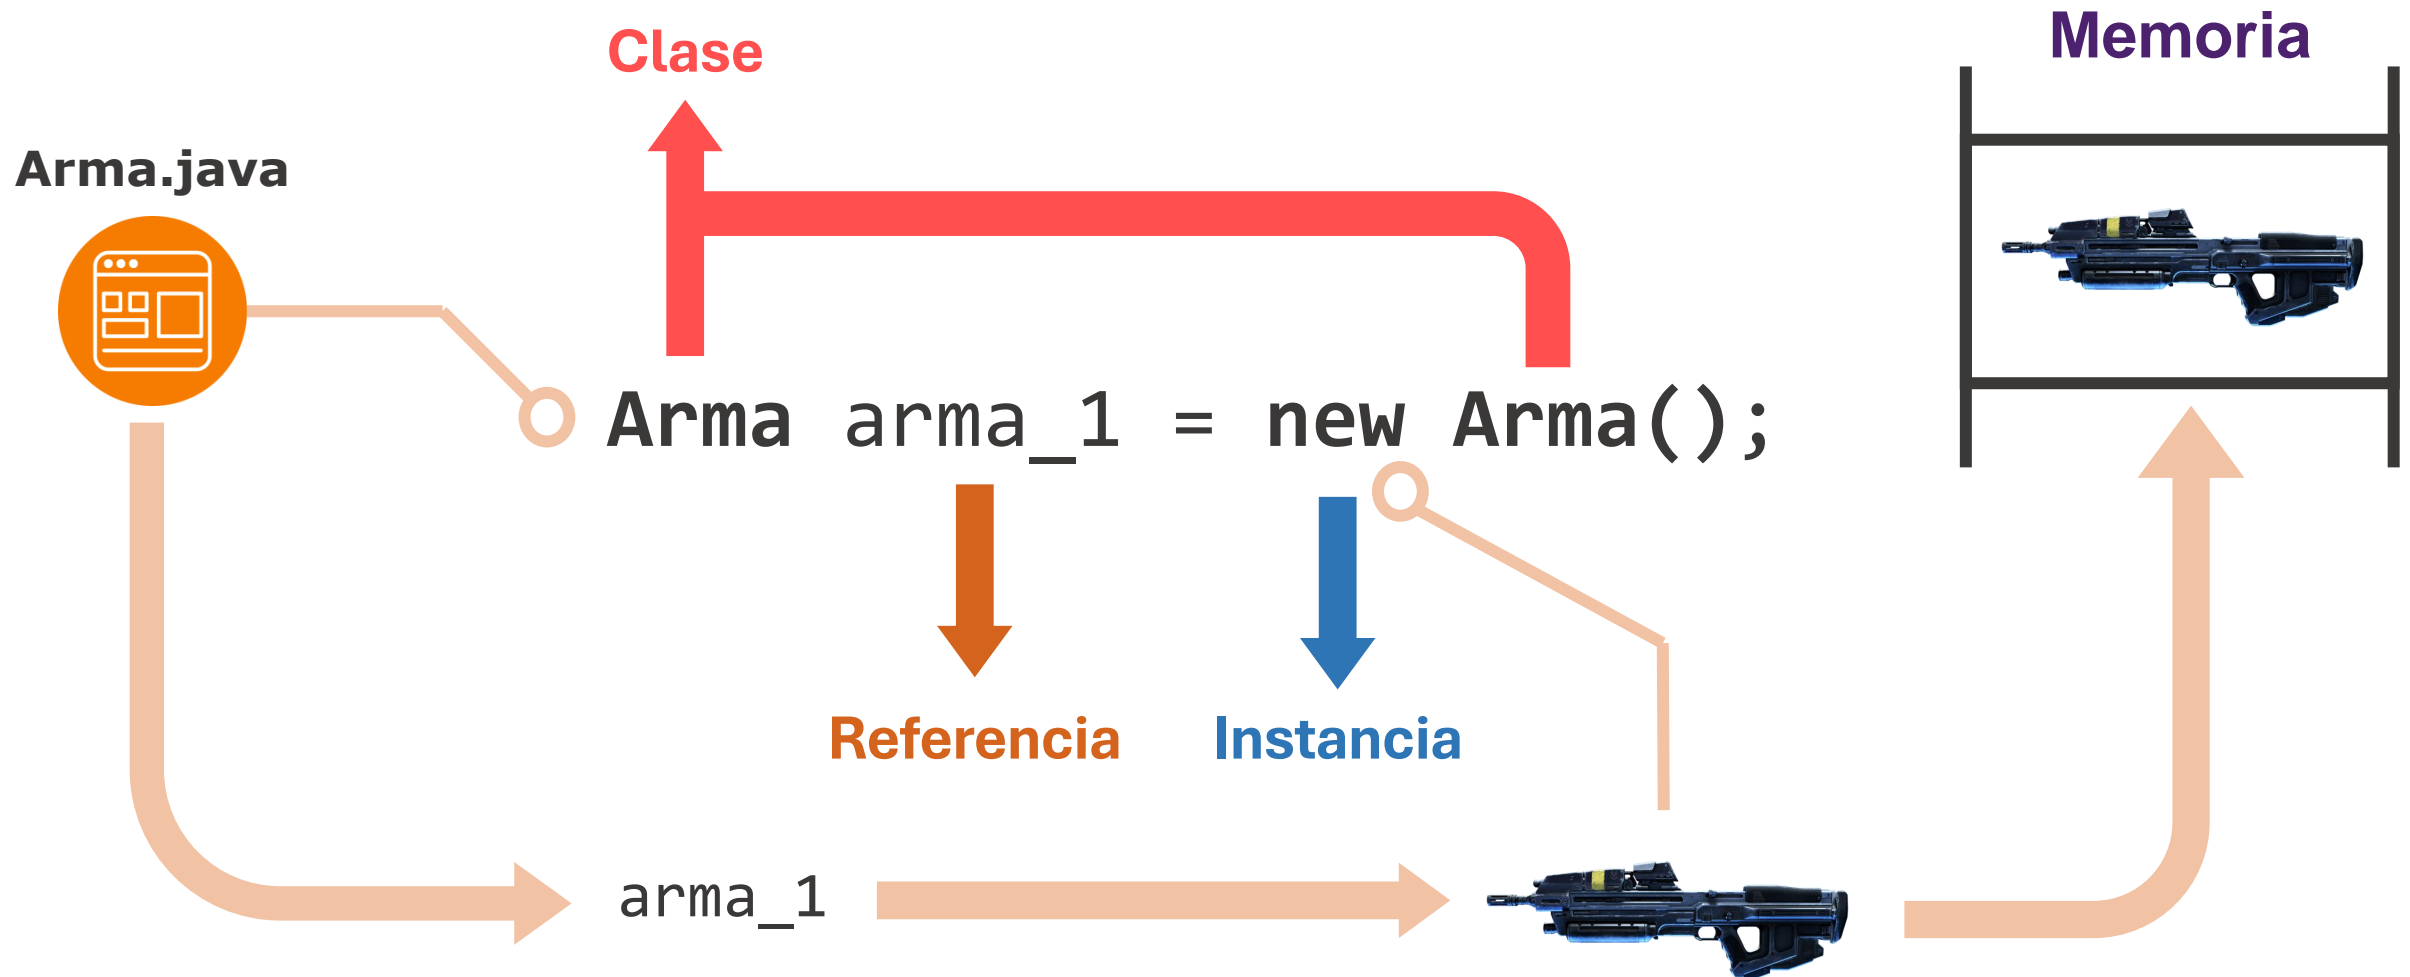 Clase
Memoria
Arma.java
Arma arma_1 = new Arma();
Referencia
Instancia
arma_1